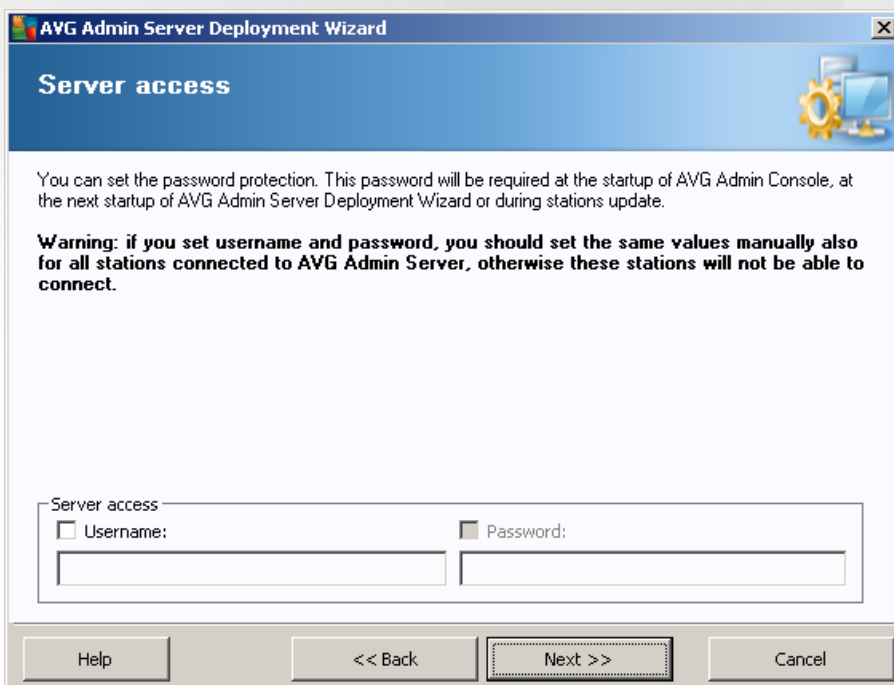 AVG Admin Server Deployment Wizard
Server access
You can set the password protection. This password will be required at the startup of AVG Admin Console, at
the next startup of AVG Admin Server Deployment Wizard or during stations update.
Warning: if you set username and password, you should set the same values manually also
for all stations connected to AVG Admin Server, otherwise these stations will not be able to
connect.
Server access
Username:
Password:
Help
<< Back
Next >>
Cancel